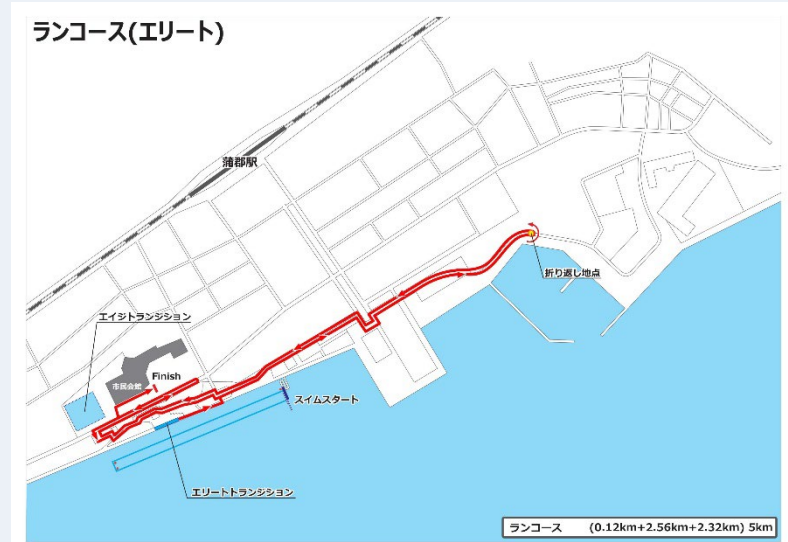 ランコース(エリート)
蒲郡駅
折り返し地点
エイジトランジション
Finish
市民会館
スイムスタート
エリートトランジション
ランコース (0.12km+2.56km+2.32km) 5km